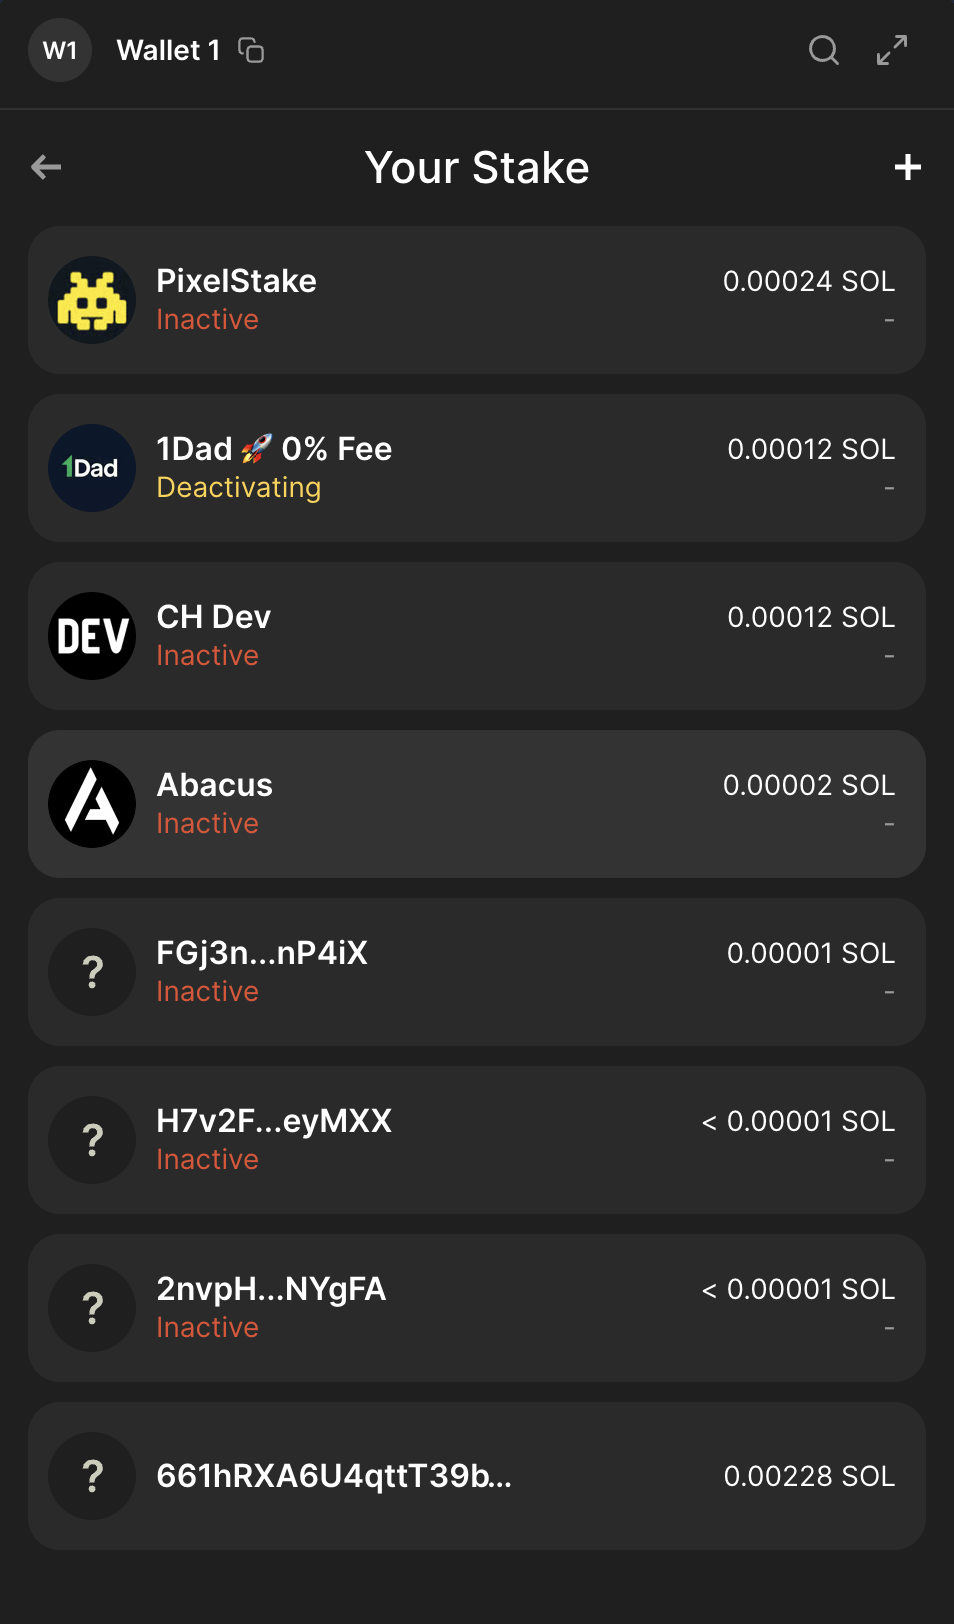 W1 Wallet 1
Your Stake
PixelStake 0.00024 SOL
Inactive -
1Dad 1Dad 🚀 0% Fee 0.00012 SOL
Deactivating -
DEV CH Dev 0.00012 SOL
Inactive -
Abacus 0.00002 SOL
Inactive -
? FGj3n...nP4iX 0.00001 SOL
Inactive -
? H7v2F...eyMXX < 0.00001 SOL
Inactive -
? 2nvpH...NYgFA < 0.00001 SOL
Inactive -
? 661hRXA6U4qttT39b... 0.00228 SOL